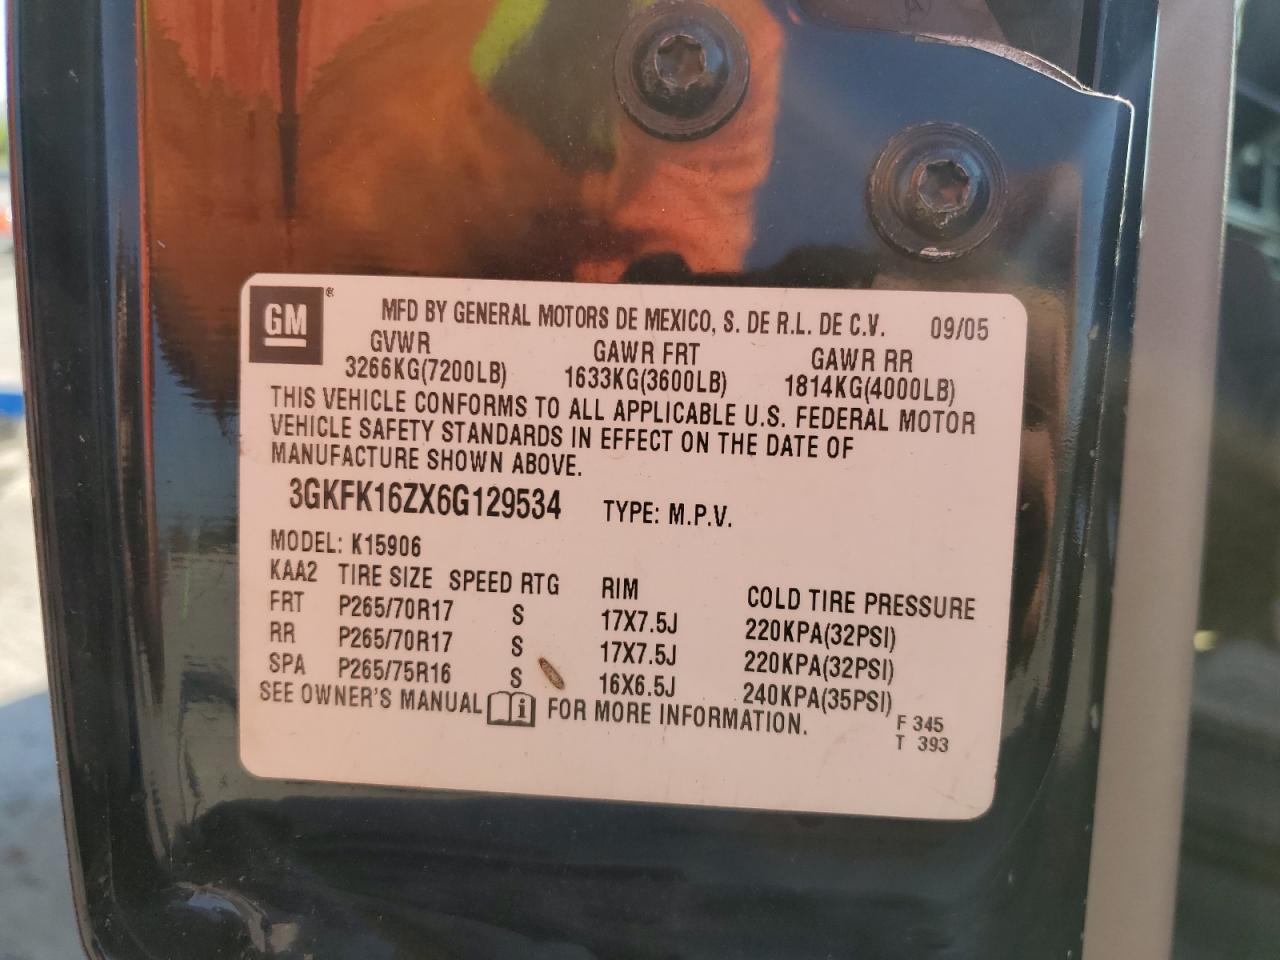 GM ®
MFD BY GENERAL MOTORS DE MEXICO, S. DE R.L. DE C.V. 09/05
GVWR GAWR FRT GAWR RR
3266KG(7200LB) 1633KG(3600LB) 1814KG(4000LB)
THIS VEHICLE CONFORMS TO ALL APPLICABLE U.S. FEDERAL MOTOR
VEHICLE SAFETY STANDARDS IN EFFECT ON THE DATE OF
MANUFACTURE SHOWN ABOVE.
3GKFK16ZX6G129534 TYPE: M.P.V.
MODEL: K15906
KAA2 TIRE SIZE SPEED RTG RIM COLD TIRE PRESSURE
FRT P265/70R17 S 17X7.5J 220KPA(32PSI)
RR P265/70R17 S 17X7.5J 220KPA(32PSI)
SPA P265/75R16 S 16X6.5J 240KPA(35PSI)
SEE OWNER'S MANUAL i FOR MORE INFORMATION.
F 345
T 393